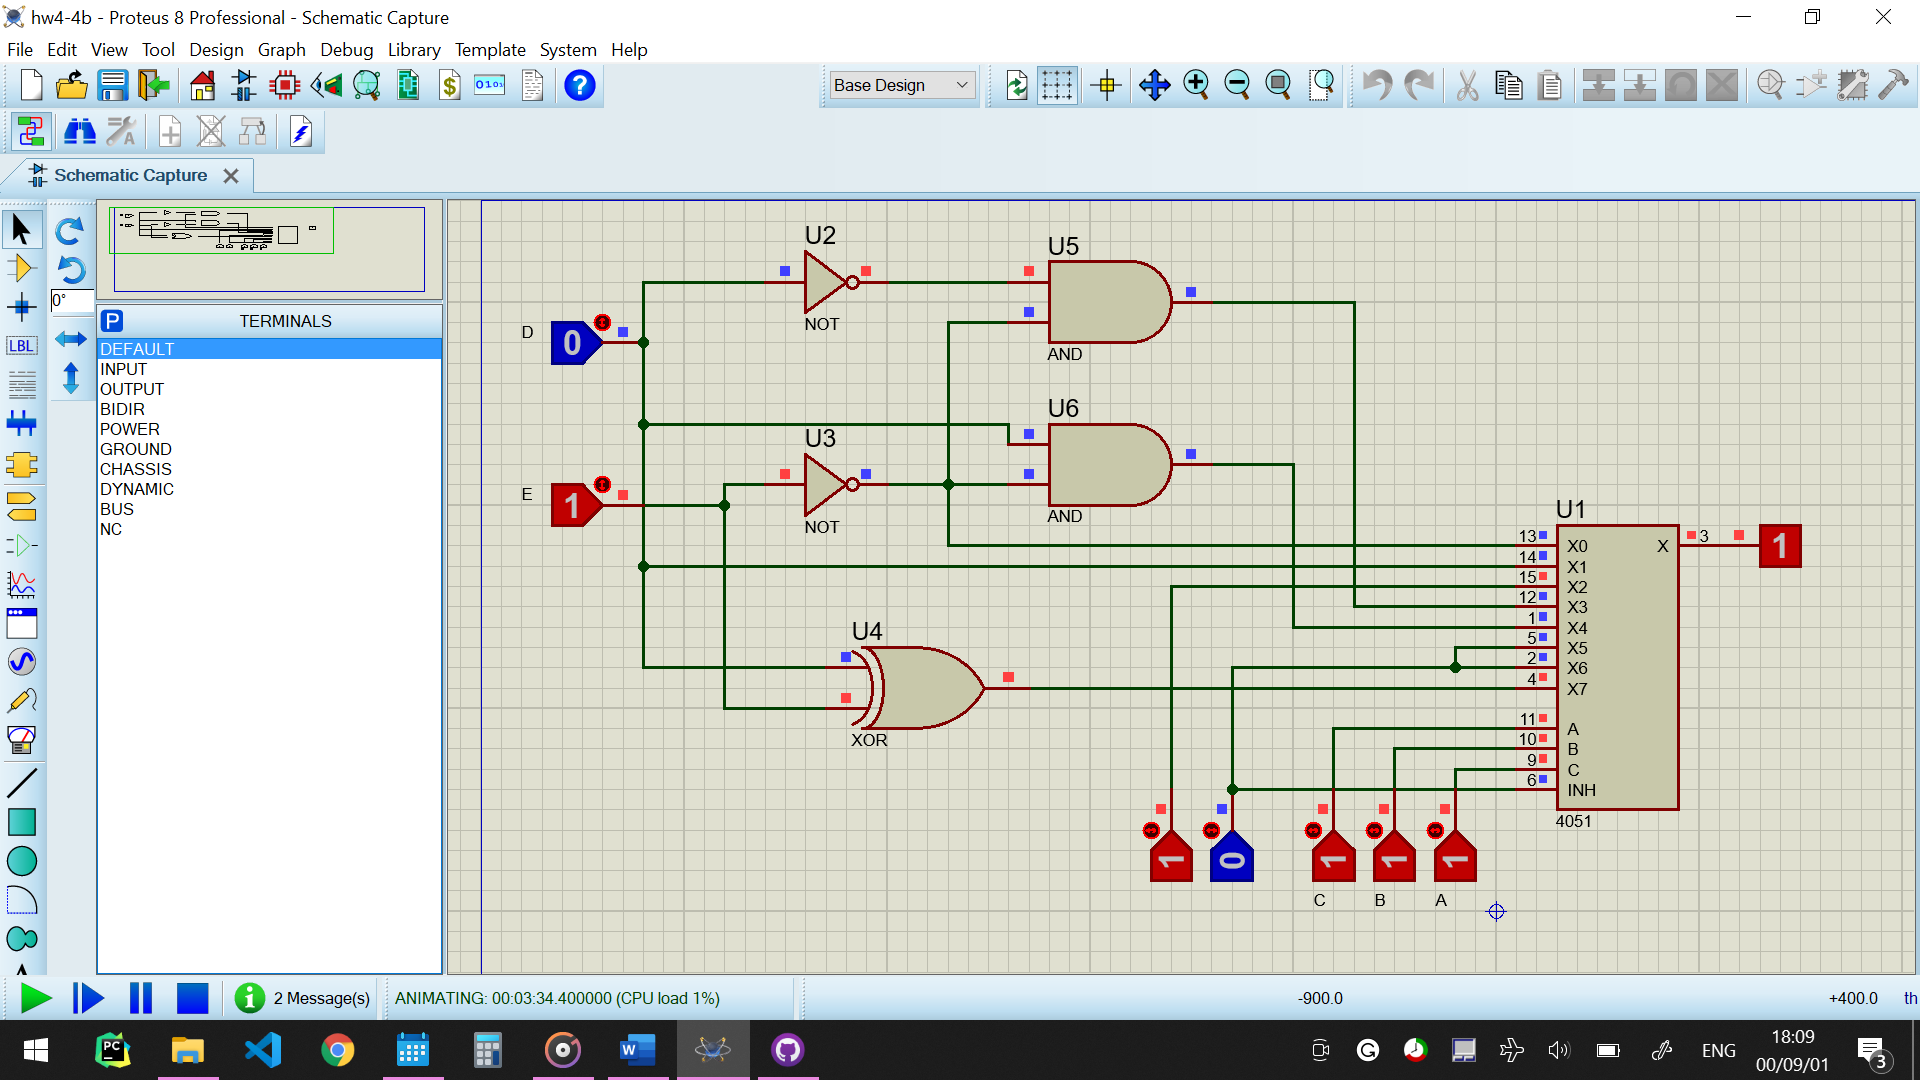 hw4-4b - Proteus 8 Professional - Schematic Capture
File Edit View Tool Design Graph Debug Library Template System Help
$
0101
?
Base Design
Schematic Capture
0°
LBL
P TERMINALS
DEFAULT
INPUT
OUTPUT
BIDIR
POWER
GROUND
CHASSIS
DYNAMIC
BUS
NC
A
U2
NOT
U5
AND
D 0
U6
AND
U3
NOT
E 1
U4
XOR
U1
13 X0 X 3 1
14 X1
15 X2
12 X3
1 X4
5 X5
2 X6
4 X7
11 A
10 B
9 C
6 INH
4051
1 0 1 1 1
C B A
2 Message(s)
ANIMATING: 00:03:34.400000 (CPU load 1%)
-900.0 +400.0 th
PC
W
G
ENG
18:09
00/09/01
3